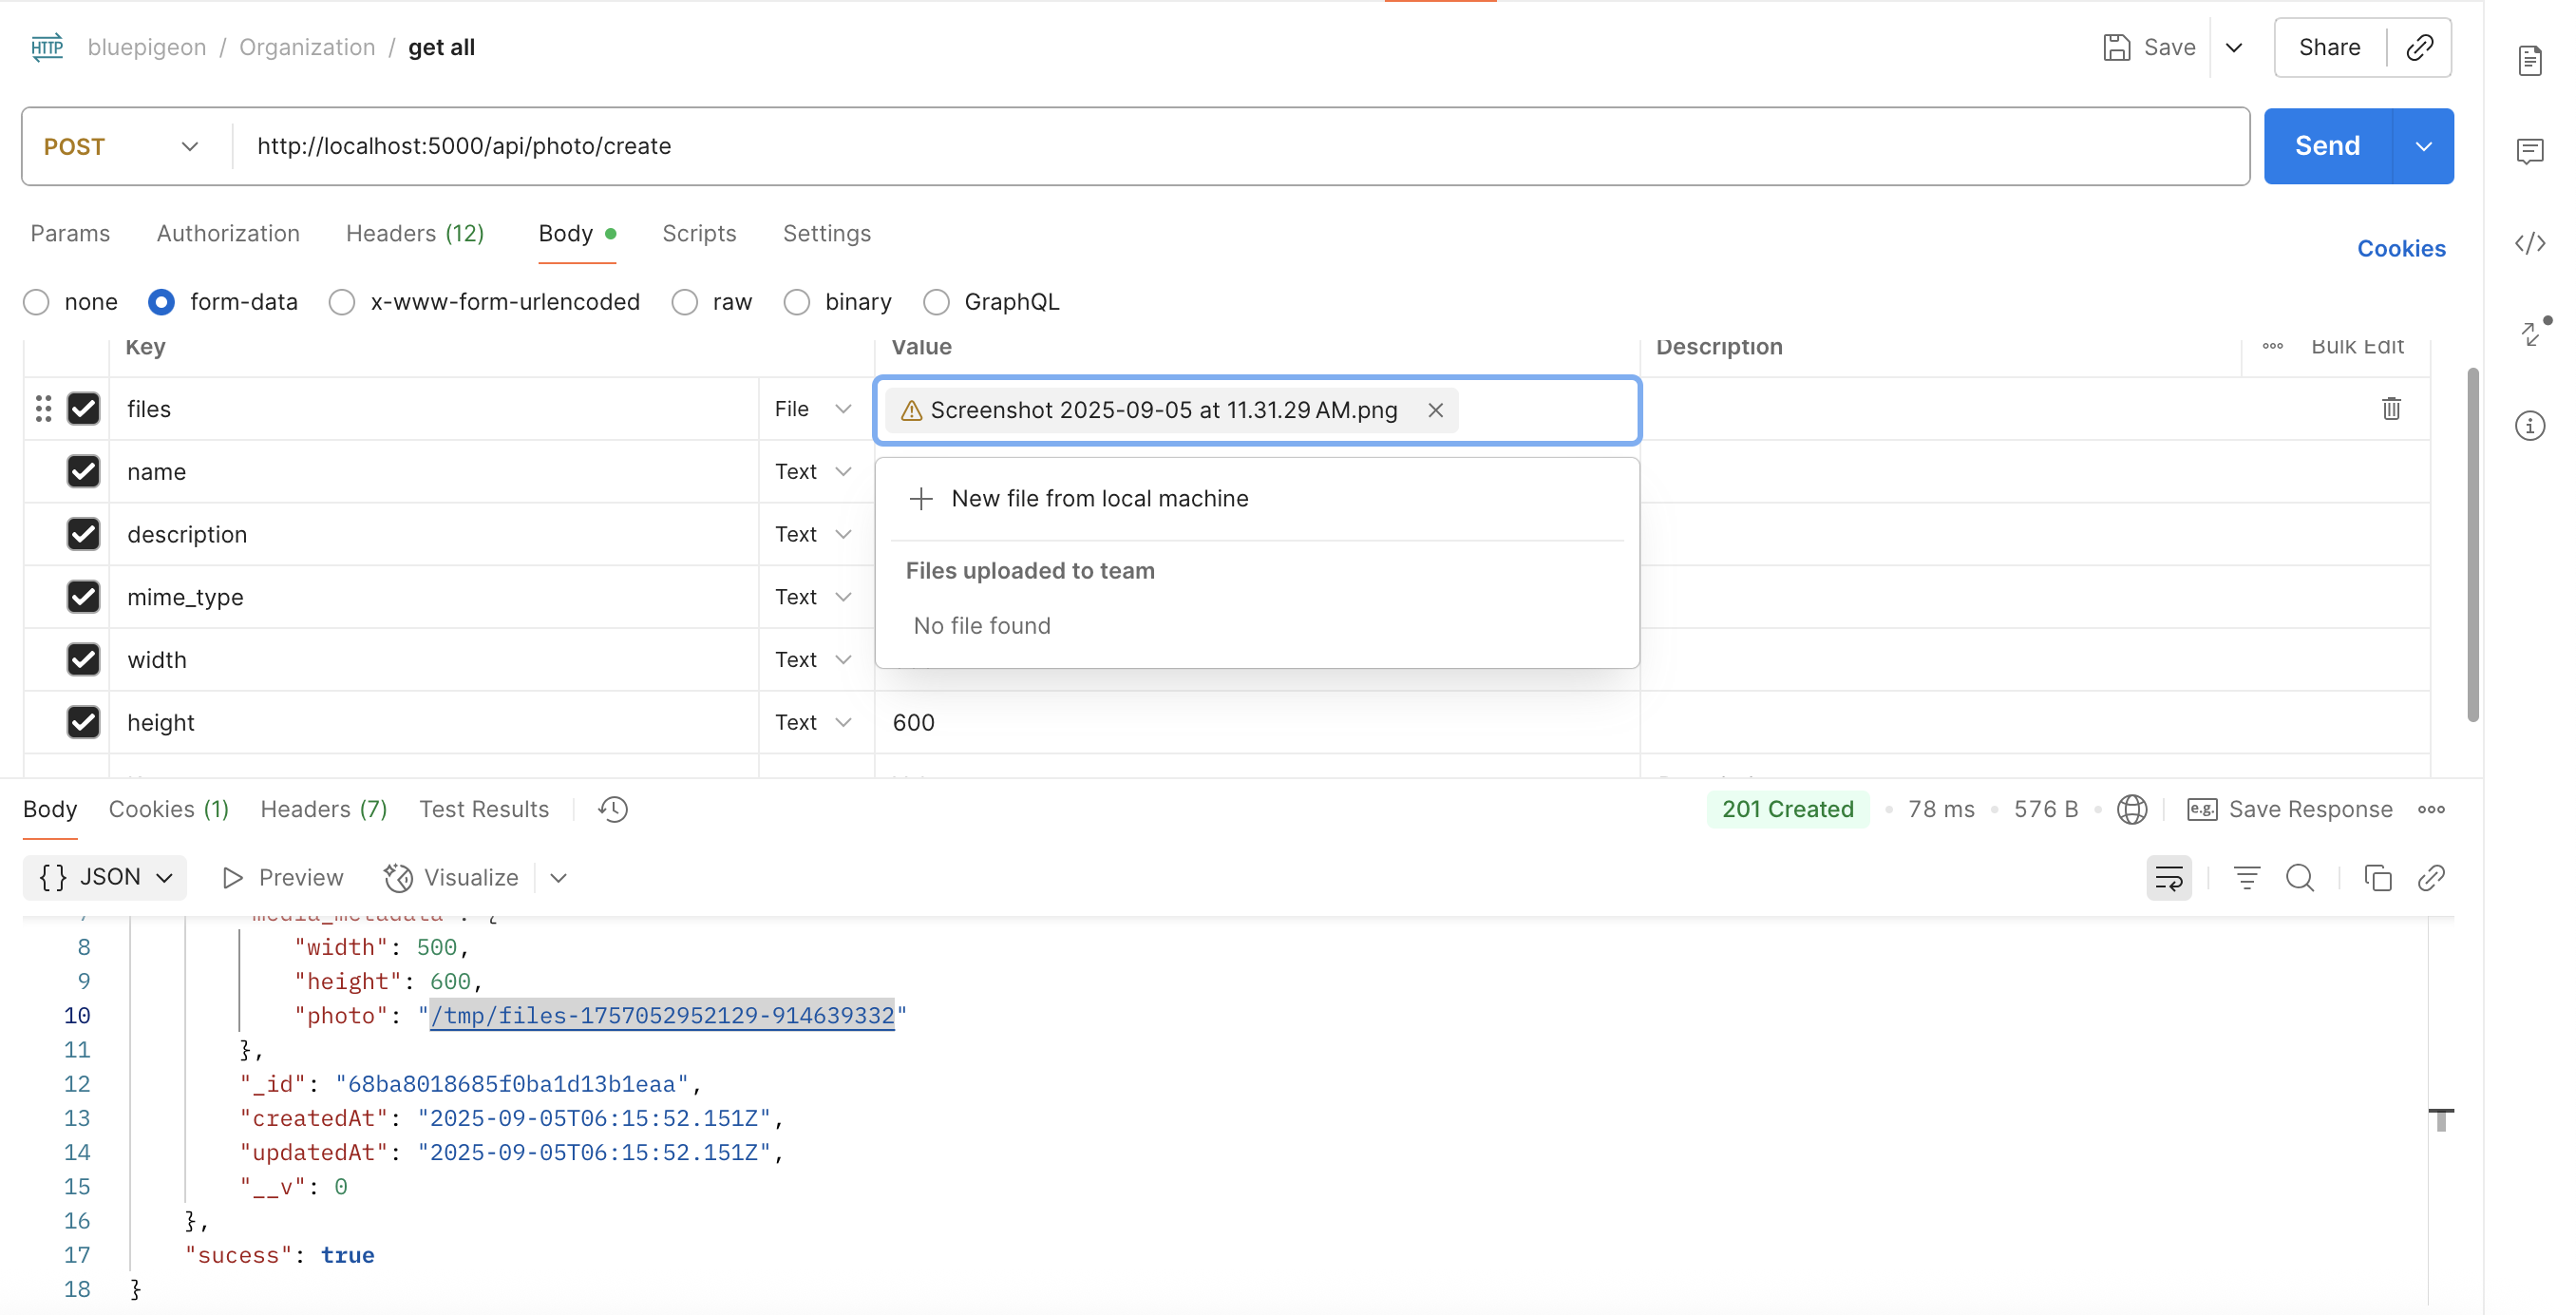 HTTP bluepigeon / Organization / get all Save Share
POST http://localhost:5000/api/photo/create Send
Params Authorization Headers (12) Body Scripts Settings Cookies
none form-data x-www-form-urlencoded raw binary GraphQL
Key Value Description Bulk Edit
files File Screenshot 2025-09-05 at 11.31.29 AM.png
name Text
New file from local machine
description Text
Files uploaded to team
mime_type Text
No file found
width Text
height Text 600
Body Cookies (1) Headers (7) Test Results 201 Created 78 ms 576 B e.g. Save Response
{ } JSON Preview Visualize
7 "media_metadata": {
8 "width": 500,
9 "height": 600,
10 "photo": "/tmp/files-1757052952129-914639332"
11 },
12 "_id": "68ba8018685f0ba1d13b1eaa",
13 "createdAt": "2025-09-05T06:15:52.151Z",
14 "updatedAt": "2025-09-05T06:15:52.151Z",
15 "__v": 0
16 },
17 "sucess": true
18 }